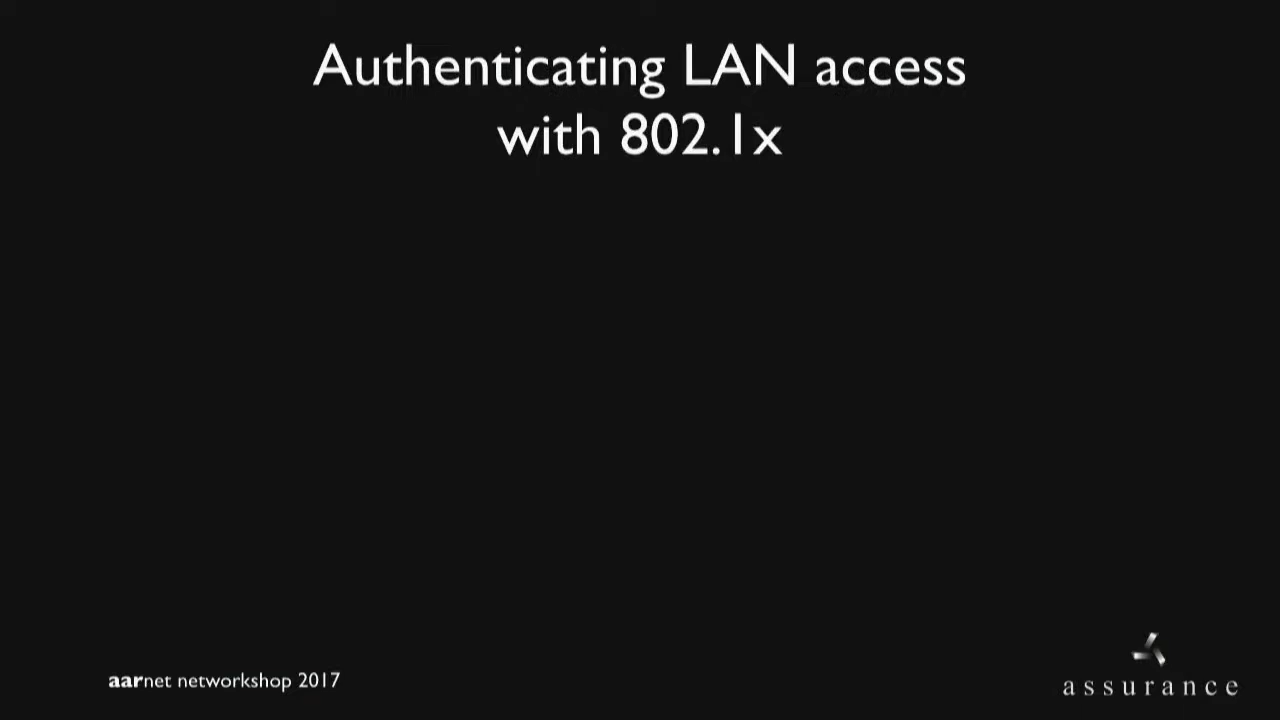 Authenticating LAN access
with 802.1x
aarnet networkshop 2017
assurance